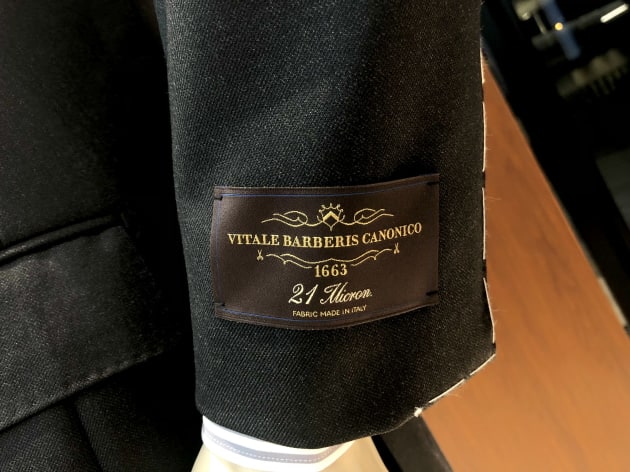 VITALE BARBERIS CANONICO
1663
21 Micron.
FABRIC MADE IN ITALY